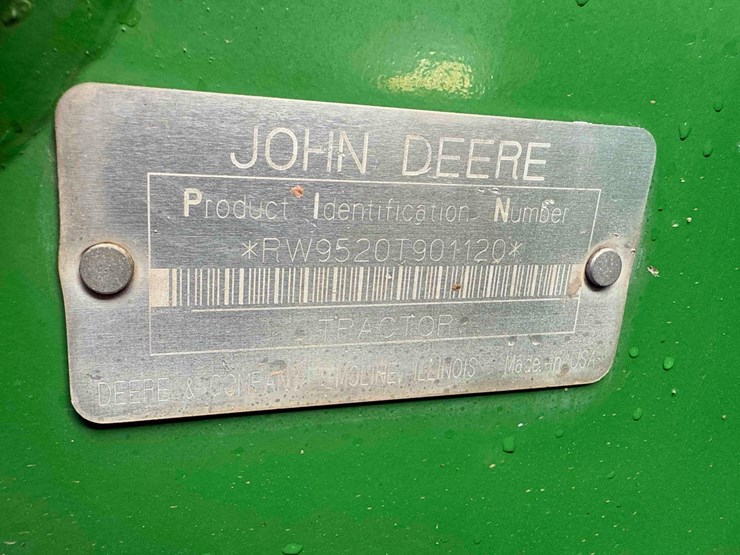 JOHN DEERE
Product Identification Number
*RW9520T901120*
TRACTOR
DEERE & COMPANY MOLINE, ILLINOIS Made in USA